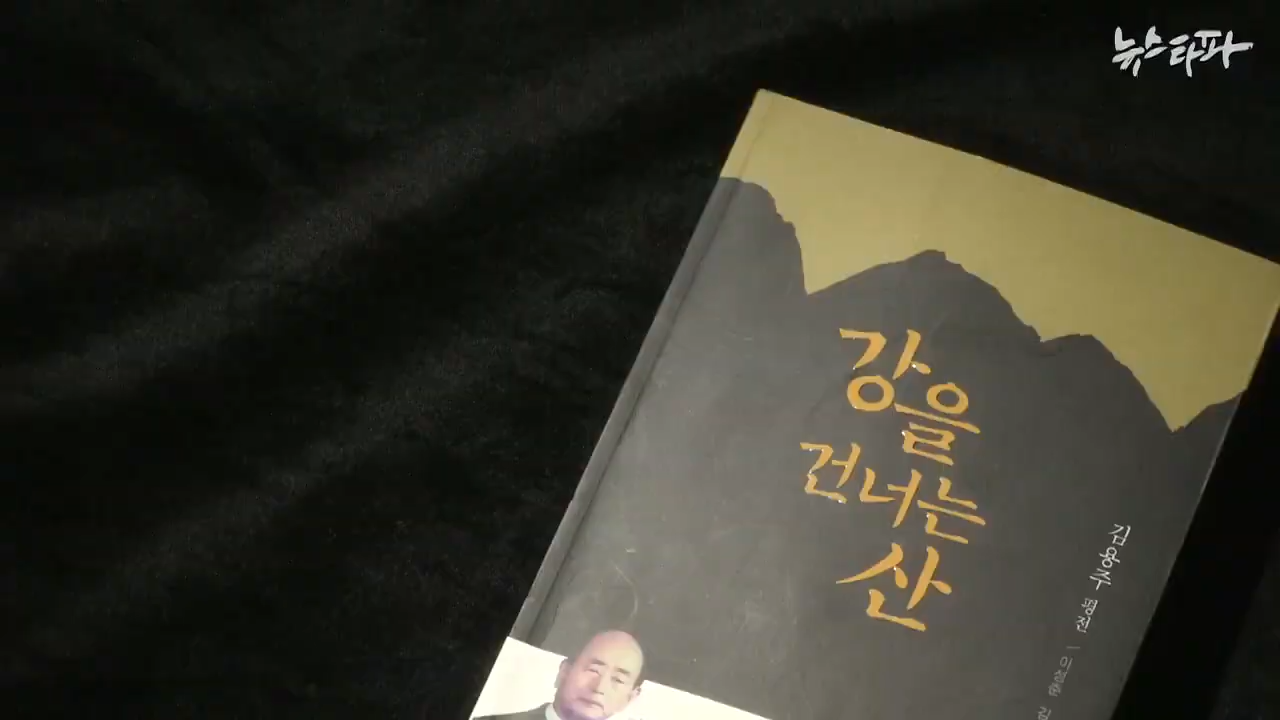 뉴스타파
강을
건너는
산
김용주 평전